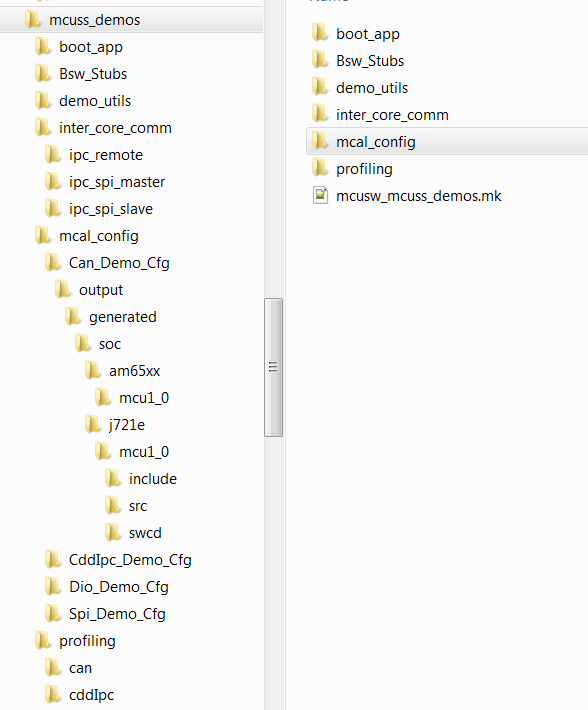 mcuss_demos
boot_app
Bsw_Stubs
demo_utils
inter_core_comm
ipc_remote
ipc_spi_master
ipc_spi_slave
mcal_config
Can_Demo_Cfg
output
generated
soc
am65xx
mcu1_0
j721e
mcu1_0
include
src
swcd
CddIpc_Demo_Cfg
Dio_Demo_Cfg
Spi_Demo_Cfg
profiling
can
cddIpc
boot_app
Bsw_Stubs
demo_utils
inter_core_comm
mcal_config
profiling
mcusw_mcuss_demos.mk